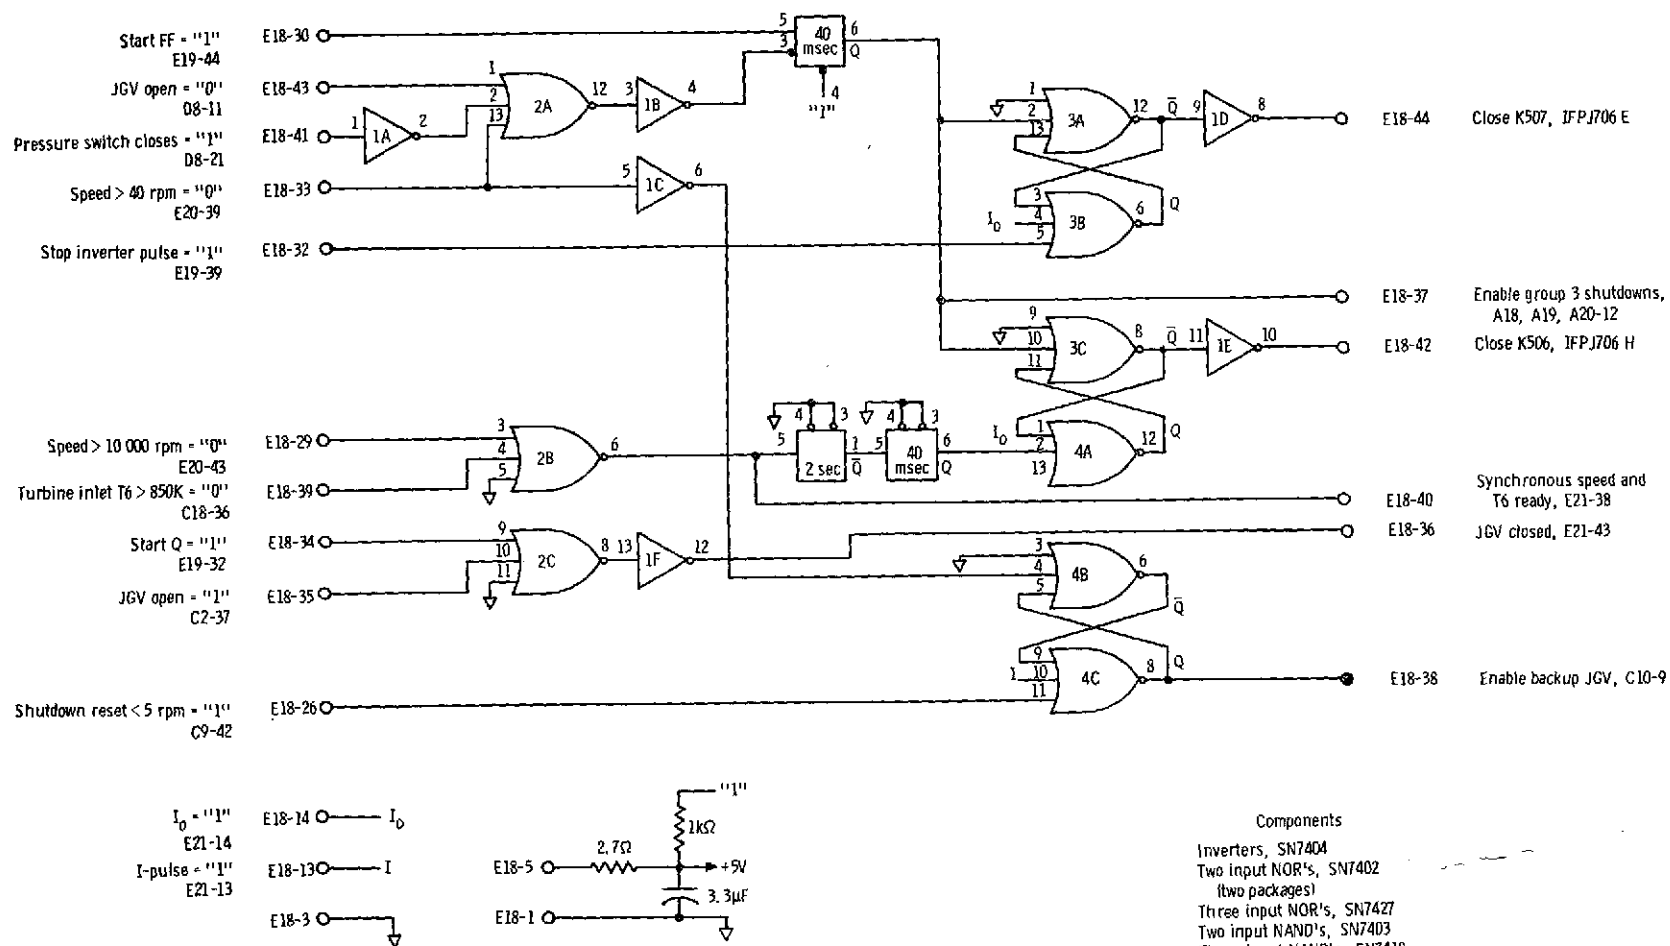 Start FF = "1"
E19-44
E18-30
JGV open = "0"
D8-11
E18-43
Pressure switch closes = "1"
D8-21
E18-41
Speed > 40 rpm = "0"
E20-39
E18-33
Stop inverter pulse = "1"
E19-39
E18-32
1 1A 2
1 2 13 2A 12
3 1B 4
5 1C 6
5 3 40 msec 6 Q
4
"1"
1 2 13 3A 12 Q̄
9 1D 8
E18-44 Close K507, IFPJ706 E
3 I0 4 5 3B 6 Q
E18-37 Enable group 3 shutdowns,
A18, A19, A20-12
9 10 11 3C 8 Q̄
11 1E 10
E18-42 Close K506, IFPJ706 H
Speed > 10 000 rpm = "0"
E20-43
E18-29
Turbine inlet T6 > 850K = "0"
C18-36
E18-39
3 4 5 2B 6
4 3
5 2 sec 1 Q̄
4 3
5 40 msec 6 Q
I0 1 2 13 4A 12 Q
E18-40 Synchronous speed and
T6 ready, E21-38
Start Q = "1"
E19-32
E18-34
JGV open = "1"
C2-37
E18-35
9 10 11 2C 8
13 1F 12
E18-36 JGV closed, E21-43
3 4 5 4B 6 Q̄
Shutdown reset < 5 rpm = "1"
C9-42
E18-26
9 I 10 11 4C 8 Q
E18-38 Enable backup JGV, C10-9
I0 = "1"
E21-14
E18-14 I0
I-pulse = "1"
E21-13
E18-13 I
E18-3
"1"
1kΩ
E18-5 2.7Ω +5V
3.3μF
E18-1
Components
Inverters, SN7404
Two input NOR's, SN7402
(two packages)
Three input NOR's, SN7427
Two input NAND's, SN7403